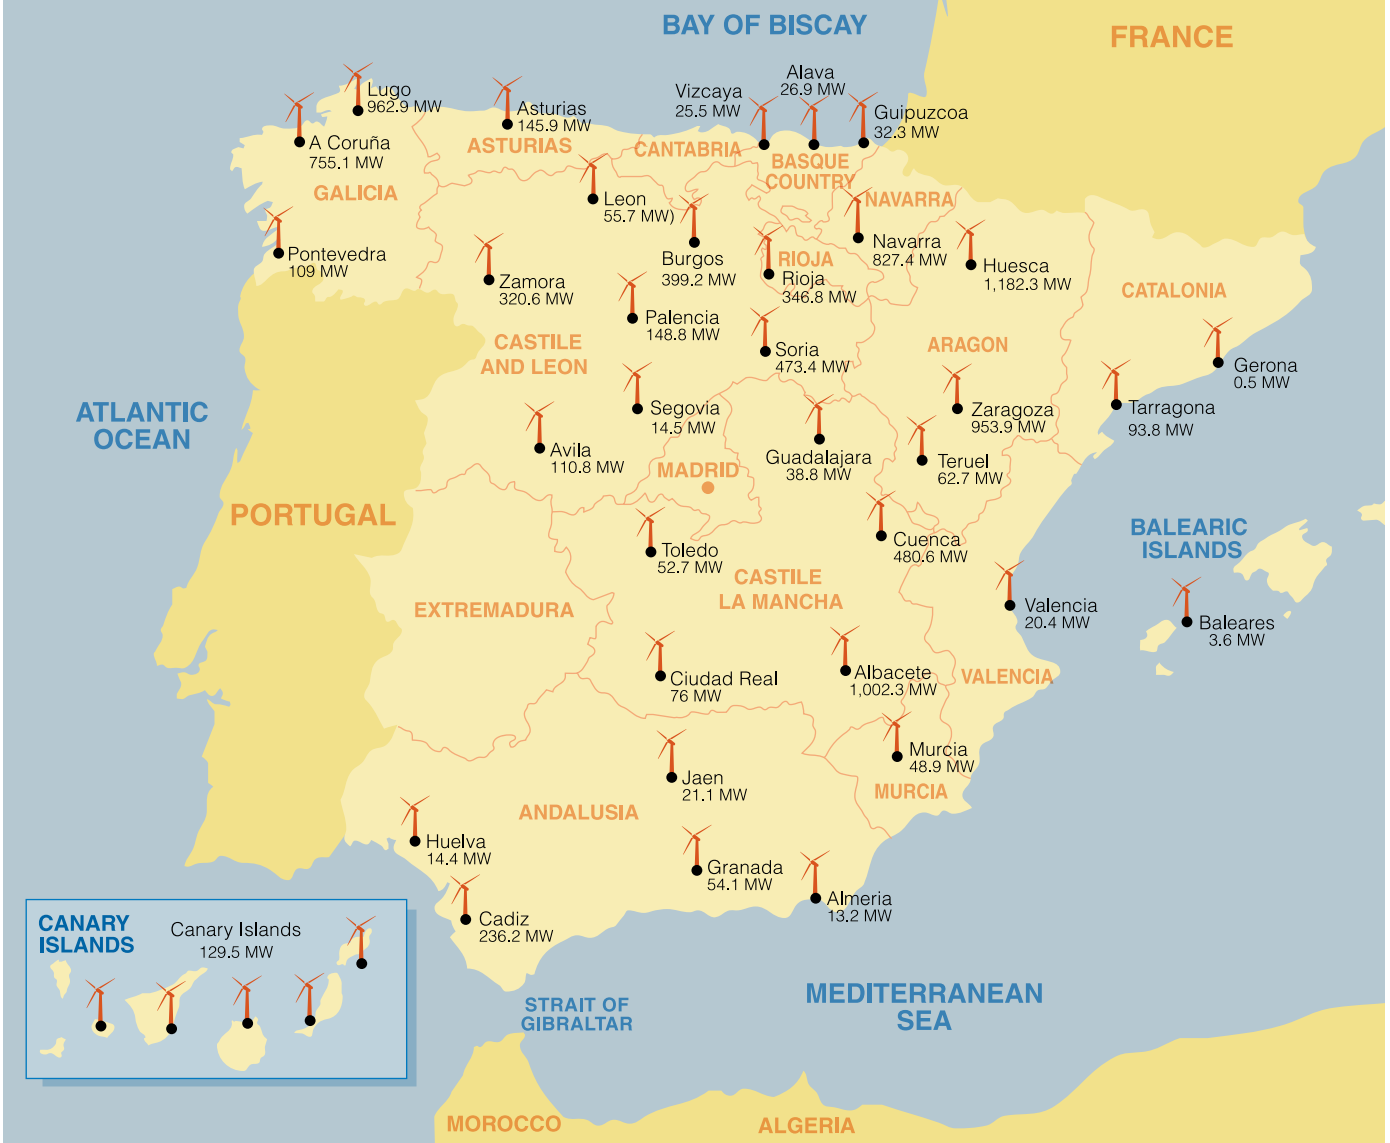 BAY OF BISCAY
FRANCE
Lugo
962.9 MW
Asturias
145.9 MW
Vizcaya
25.5 MW
Alava
26.9 MW
Guipuzcoa
32.3 MW
A Coruña
755.1 MW
ASTURIAS
CANTABRIA
BASQUE
COUNTRY
GALICIA
Leon
55.7 MW)
NAVARRA
Pontevedra
109 MW
Burgos
399.2 MW
RIOJA
Rioja
346.8 MW
Navarra
827.4 MW
Huesca
1,182.3 MW
Zamora
320.6 MW
CATALONIA
Palencia
148.8 MW
CASTILE
AND LEON
Soria
473.4 MW
ARAGON
Gerona
0.5 MW
ATLANTIC
OCEAN
Segovia
14.5 MW
Zaragoza
953.9 MW
Tarragona
93.8 MW
Avila
110.8 MW
MADRID
Guadalajara
38.8 MW
Teruel
62.7 MW
PORTUGAL
Toledo
52.7 MW
Cuenca
480.6 MW
BALEARIC
ISLANDS
CASTILE
LA MANCHA
EXTREMADURA
Valencia
20.4 MW
Baleares
3.6 MW
Ciudad Real
76 MW
Albacete
1,002.3 MW
VALENCIA
Murcia
48.9 MW
MURCIA
Jaen
21.1 MW
ANDALUSIA
Huelva
14.4 MW
Granada
54.1 MW
Almeria
13.2 MW
Cadiz
236.2 MW
CANARY
ISLANDS
Canary Islands
129.5 MW
STRAIT OF
GIBRALTAR
MEDITERRANEAN
SEA
MOROCCO
ALGERIA